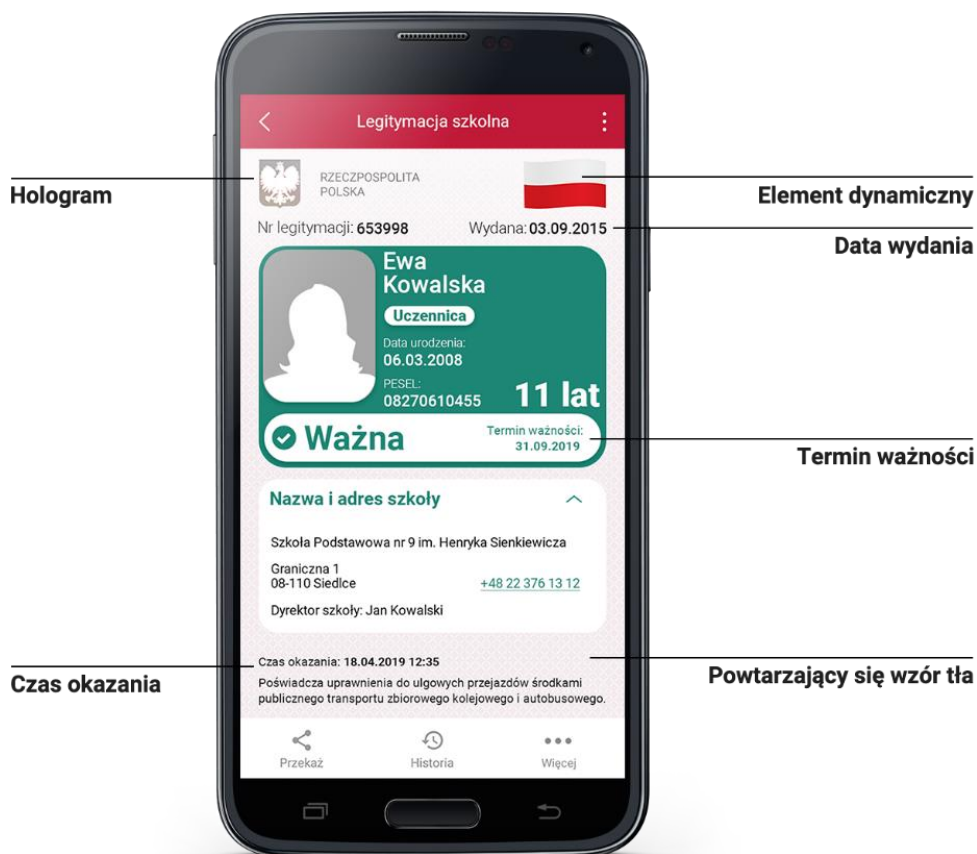 Legitymacja szkolna
RZECZPOSPOLITA
POLSKA
Hologram
Element dynamiczny
Nr legitymacji: 653998
Wydana: 03.09.2015
Data wydania
Ewa
Kowalska
Uczennica
Data urodzenia:
06.03.2008
PESEL:
08270610455
11 lat
Ważna
Termin ważności:
31.09.2019
Termin ważności
Nazwa i adres szkoły
Szkoła Podstawowa nr 9 im. Henryka Sienkiewicza
Graniczna 1
08-110 Siedlce
+48 22 376 13 12
Dyrektor szkoły: Jan Kowalski
Czas okazania: 18.04.2019 12:35
Czas okazania
Powtarzający się wzór tła
Poświadcza uprawnienia do ulgowych przejazdów środkami
publicznego transportu zbiorowego kolejowego i autobusowego.
Przekaż
Historia
Więcej